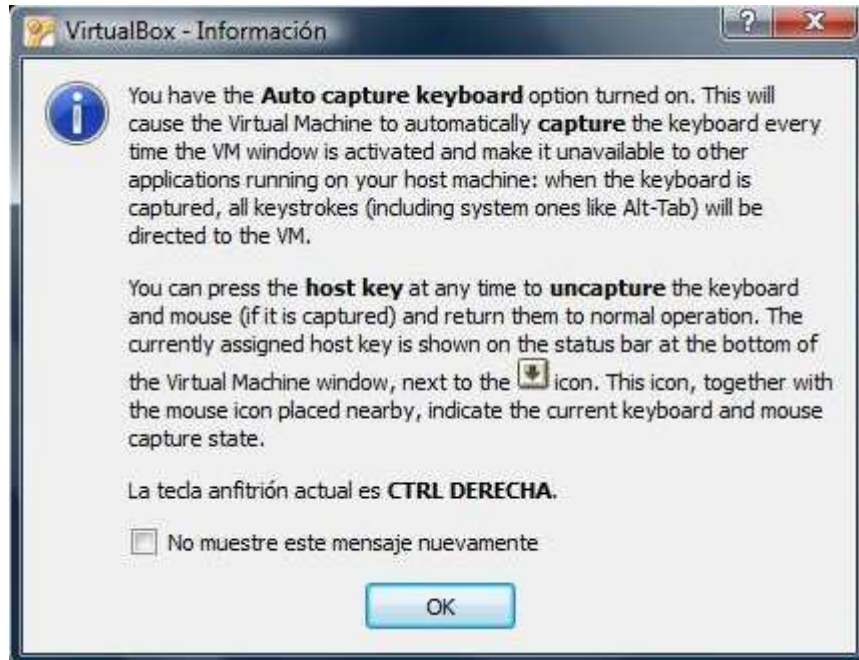 VirtualBox - Información
You have the Auto capture keyboard option turned on. This will
cause the Virtual Machine to automatically capture the keyboard every
time the VM window is activated and make it unavailable to other
applications running on your host machine: when the keyboard is
captured, all keystrokes (including system ones like Alt-Tab) will be
directed to the VM.
You can press the host key at any time to uncapture the keyboard
and mouse (if it is captured) and return them to normal operation. The
currently assigned host key is shown on the status bar at the bottom of
the Virtual Machine window, next to the icon. This icon, together with
the mouse icon placed nearby, indicate the current keyboard and mouse
capture state.
La tecla anfitrión actual es CTRL DERECHA.
No muestre este mensaje nuevamente
OK